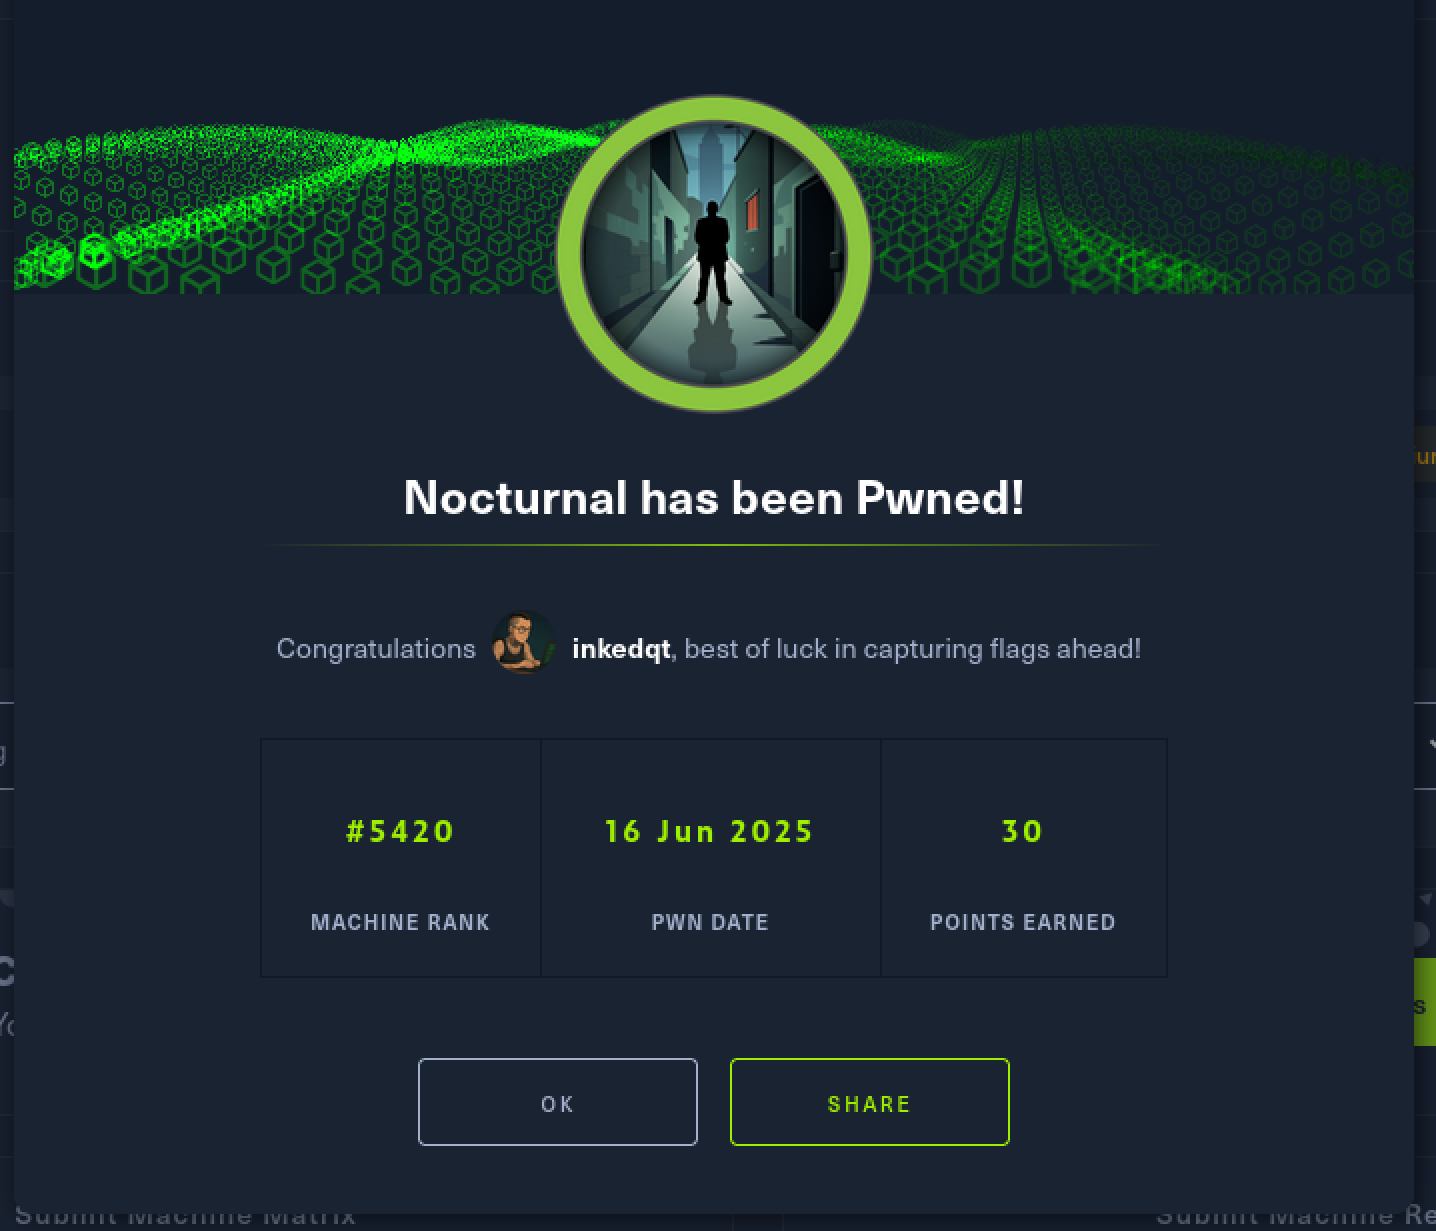 Nocturnal has been Pwned!
Congratulations inkedqt, best of luck in capturing flags ahead!
#5420
16 Jun 2025
30
MACHINE RANK
PWN DATE
POINTS EARNED
OK
SHARE
Submit Machine Matrix
Submit Machine Re